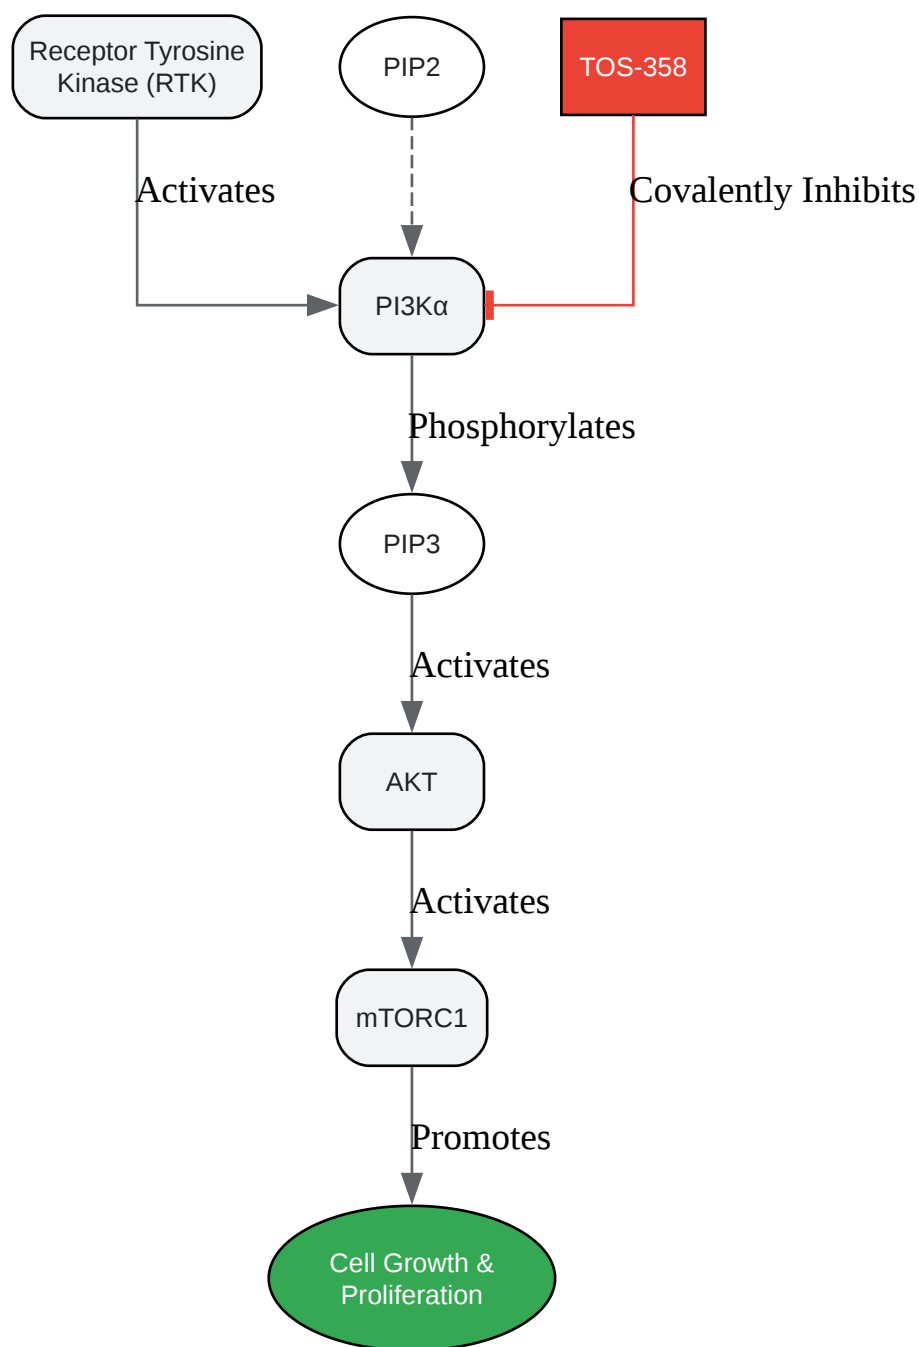 Receptor Tyrosine
Kinase (RTK)
PIP2
TOS-358
Activates
Covalently Inhibits
PI3Kα
Phosphorylates
PIP3
Activates
AKT
Activates
mTORC1
Promotes
Cell Growth &
Proliferation